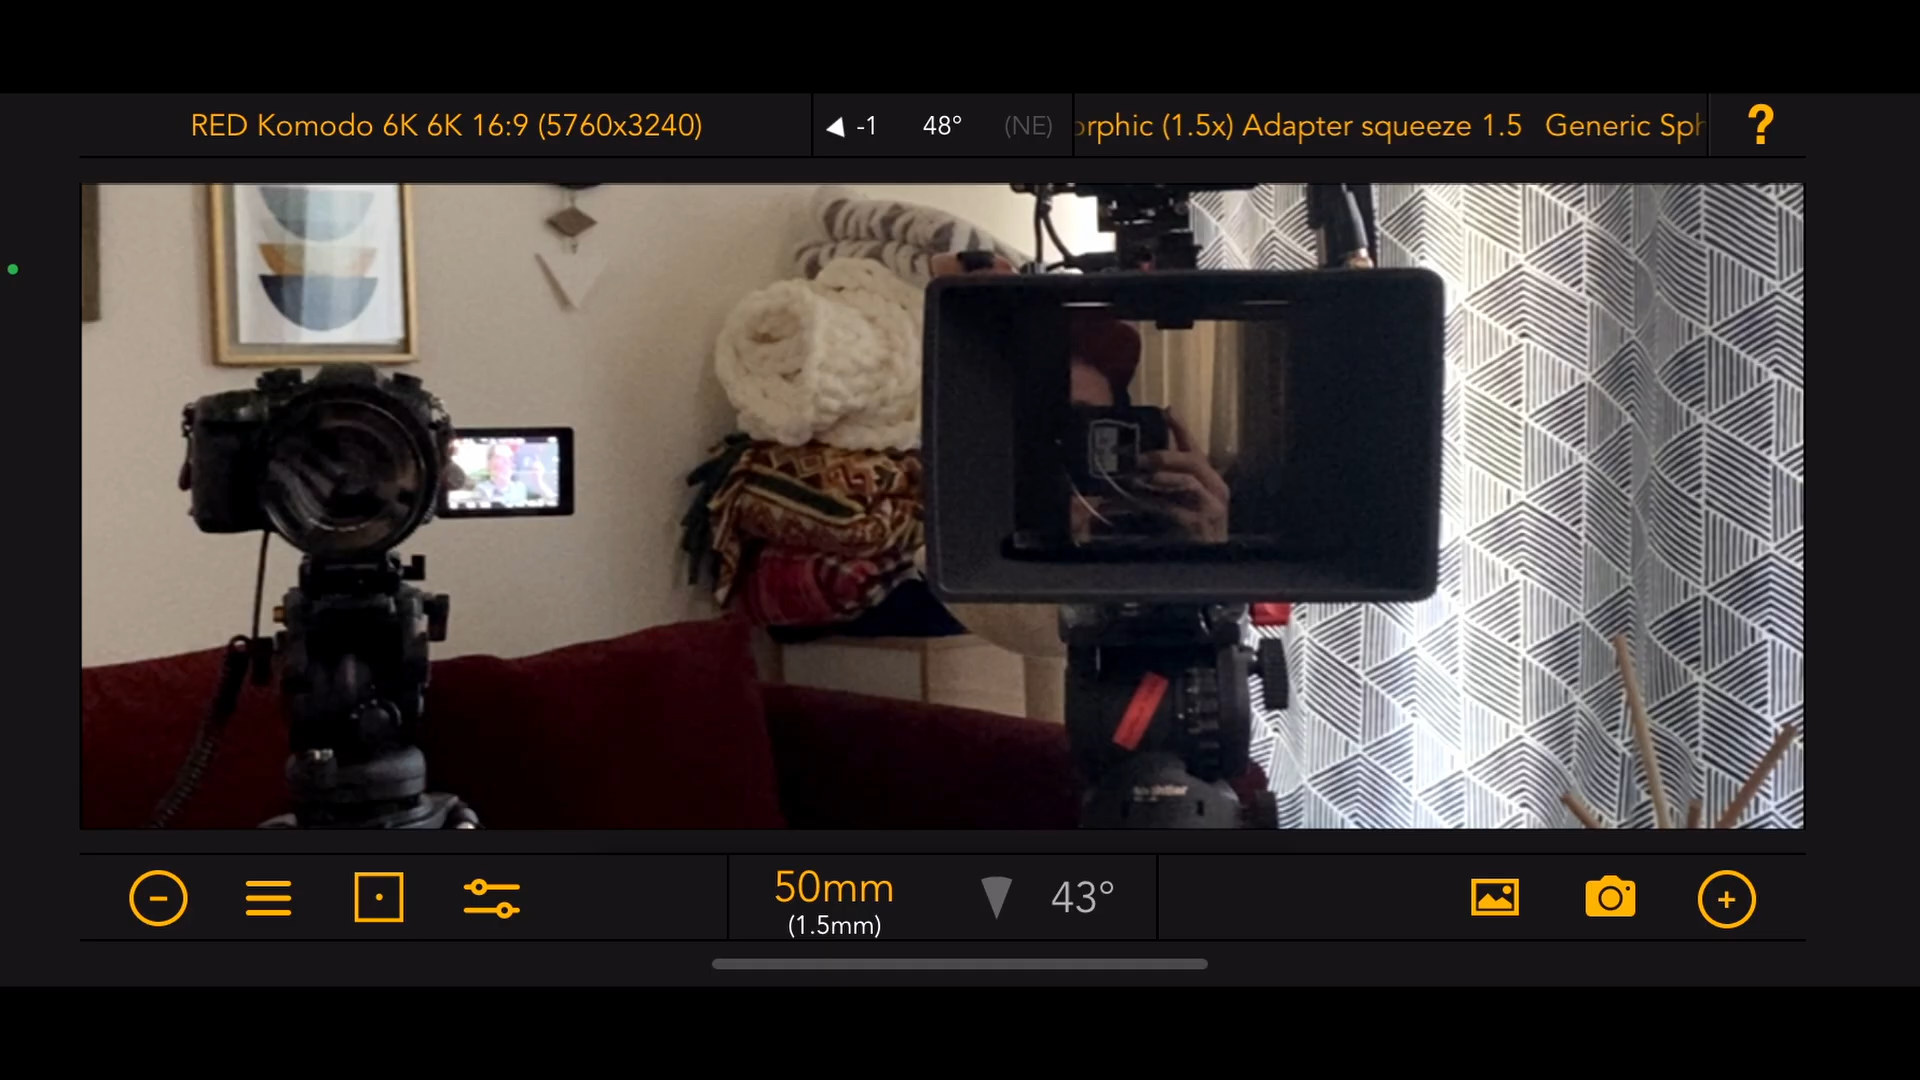 RED Komodo 6K 6K 16:9 (5760x3240)
-1 48° (NE)
orphic (1.5x) Adapter squeeze 1.5 Generic Sph
?
50mm
(1.5mm)
43°